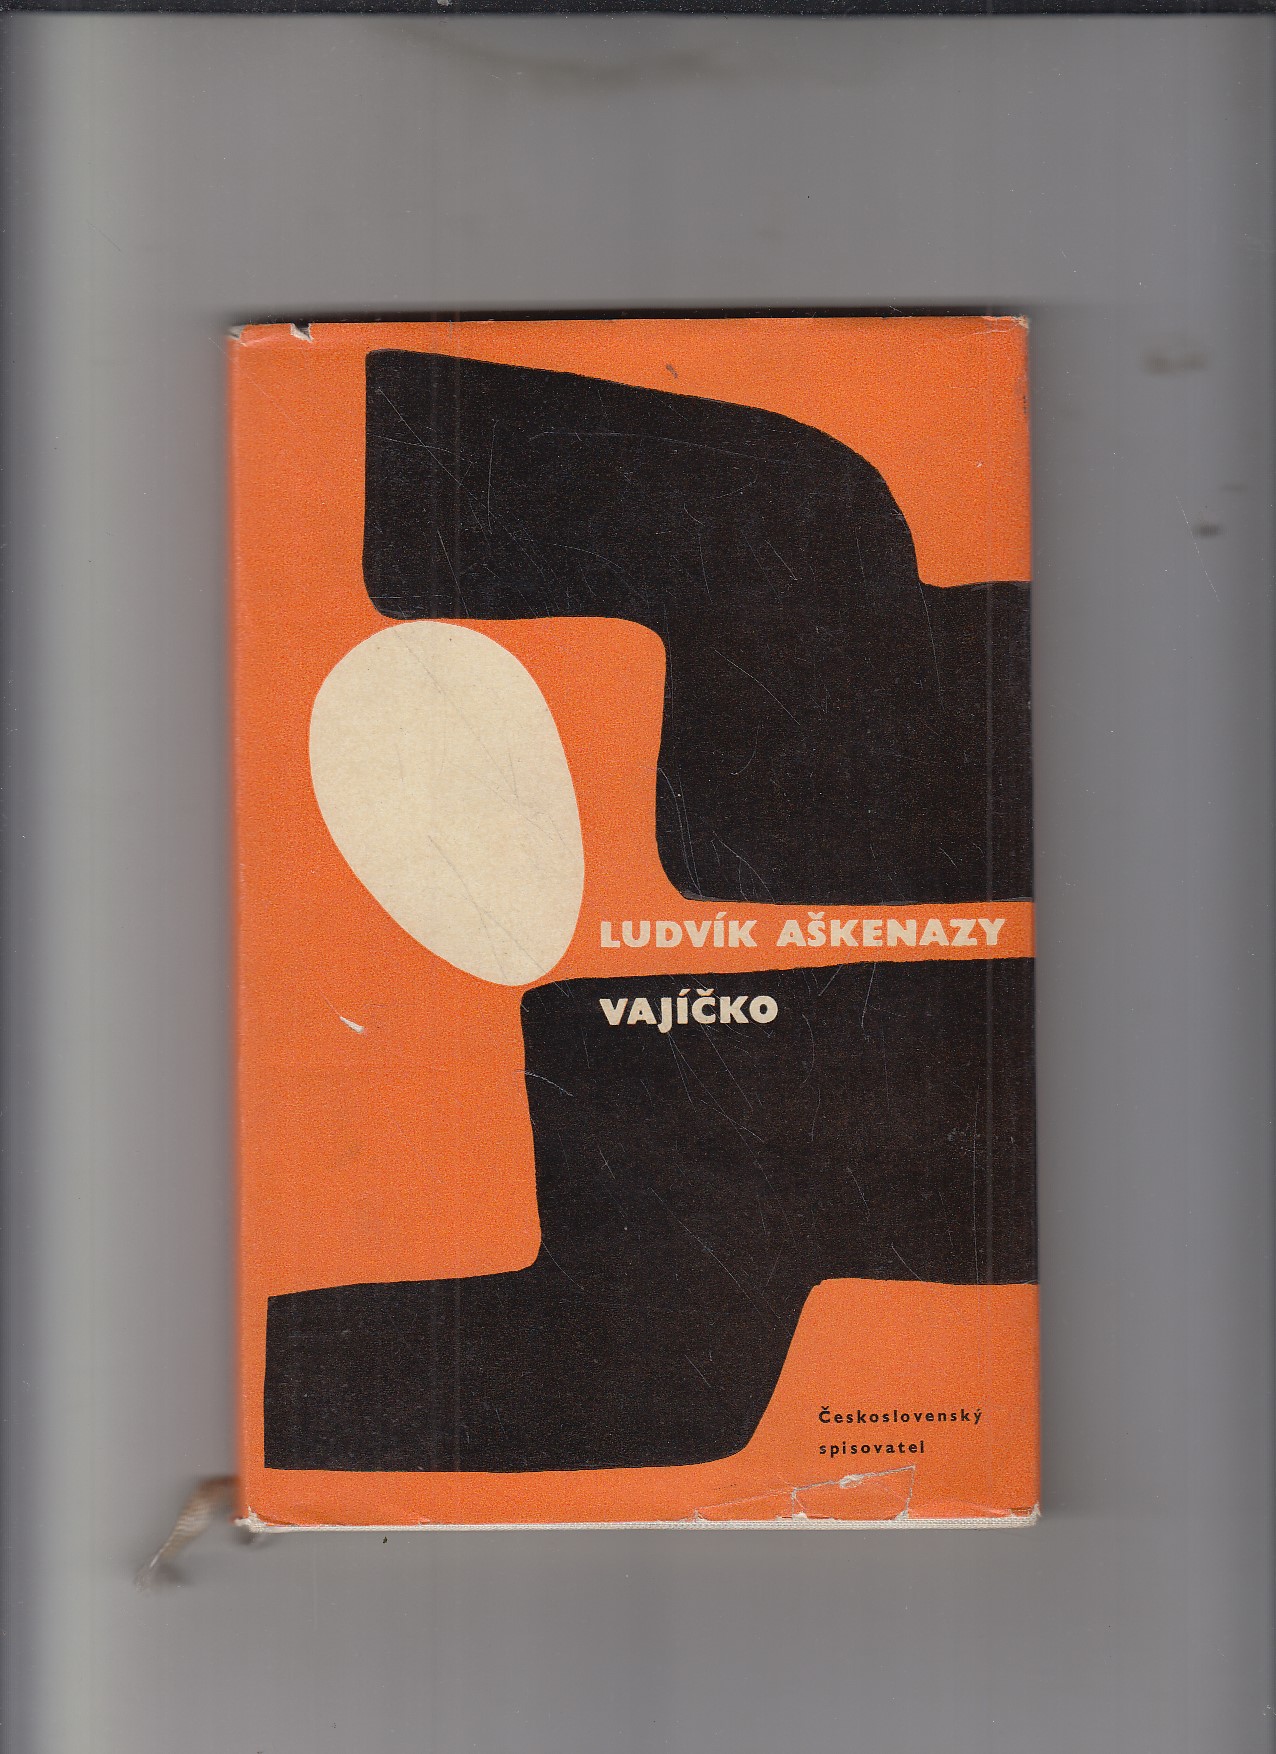 LUDVÍK AŠKENAZY
VAJÍČKO
Československý
spisovatel